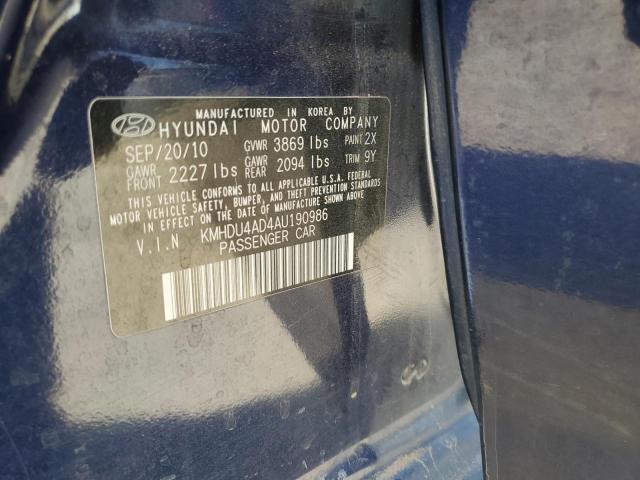 MANUFACTURED IN KOREA BY
HYUNDAI MOTOR COMPANY
SEP/20/10 GVWR 3869 lbs PAINT 2X
GAWR FRONT 2227 lbs GAWR REAR 2094 lbs TRIM 9Y
THIS VEHICLE CONFORMS TO ALL APPLICABLE U.S.A. FEDERAL
MOTOR VEHICLE SAFETY, BUMPER, AND THEFT PREVENTION STANDARDS
IN EFFECT ON THE DATE OF MANUFACTURE SHOWN ABOVE
V.I.N KMHDU4AD4AU190986
PASSENGER CAR